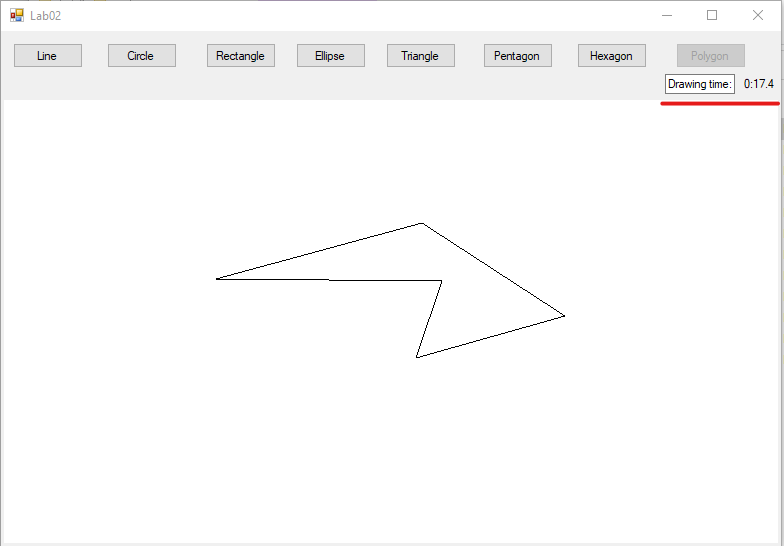 Lab02
Line Circle Rectangle Ellipse Triangle Pentagon Hexagon Polygon
Drawing time: 0:17.4